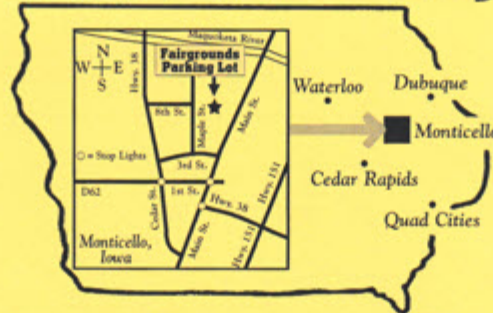 Maquoketa River
Hwy. 38
Fairgrounds
Parking Lot
N
W E
S
8th St.
Maple St.
Main St.
○ = Stop Lights
3rd St.
D62
1st St.
Cedar St.
Hwy. 38
Hwy. 151
Main St.
Hwy. 151
Monticello,
Iowa
Waterloo
Dubuque
Monticello
Cedar Rapids
Quad Cities